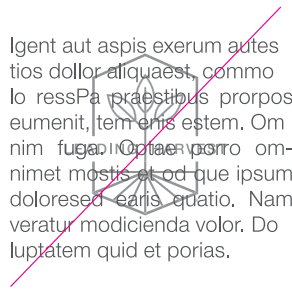 Igent aut aspis exerum autes
tios dollor aliquaest, commo
lo ressPa praestibus prorpos
eumenit, tem enis estem. Om
nim fuga. Optae porro om-
nimet mostis et od que ipsum
doloresed earis quatio. Nam
veratur modicienda volor. Do
luptatem quid et porias.
LEADING HARVEST